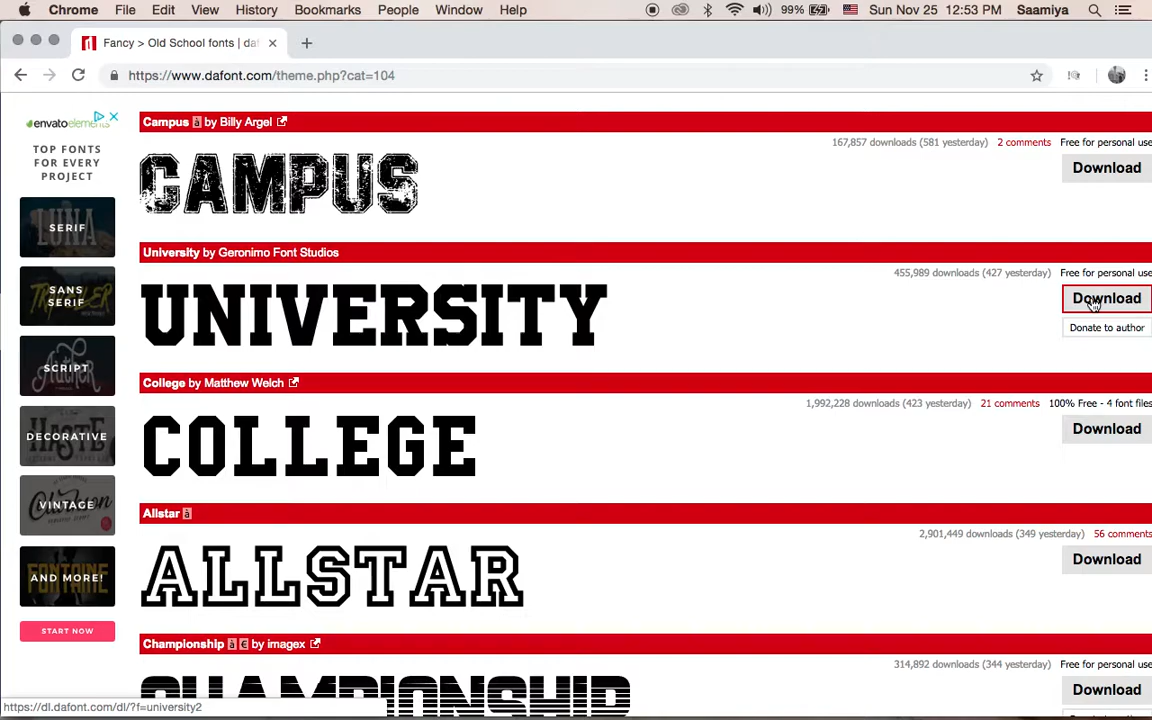 Chrome File Edit View History Bookmarks People Window Help 99% Sun Nov 25 12:53 PM Saamiya
Fancy > Old School fonts | daf
https://www.dafont.com/theme.php?cat=104
envatoelements
TOP FONTS
FOR EVERY
PROJECT
LUNA
SERIF
SANS
SERIF
SCRIPT
HASTE
DECORATIVE
VINTAGE
FONTAINE
AND MORE!
START NOW
Campus à by Billy Argel
167,857 downloads (581 yesterday) 2 comments Free for personal use
CAMPUS
Download
University by Geronimo Font Studios
455,989 downloads (427 yesterday) Free for personal use
UNIVERSITY
Download
Donate to author
College by Matthew Welch
1,992,228 downloads (423 yesterday) 21 comments 100% Free - 4 font files
COLLEGE
Download
Allstar à
2,901,449 downloads (349 yesterday) 56 comments
ALLSTAR
Download
Championship à € by imagex
314,892 downloads (344 yesterday) Free for personal use
CHAMPIONSHIP
Download
https://dl.dafont.com/dl/?f=university2